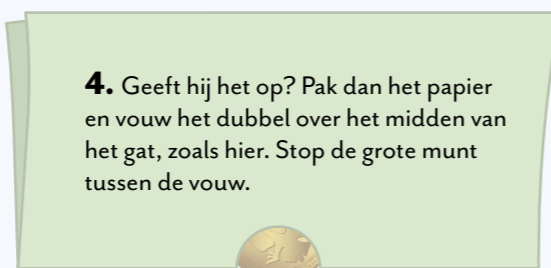 4. Geeft hij het op? Pak dan het papier
en vouw het dubbel over het midden van
het gat, zoals hier. Stop de grote munt
tussen de vouw.